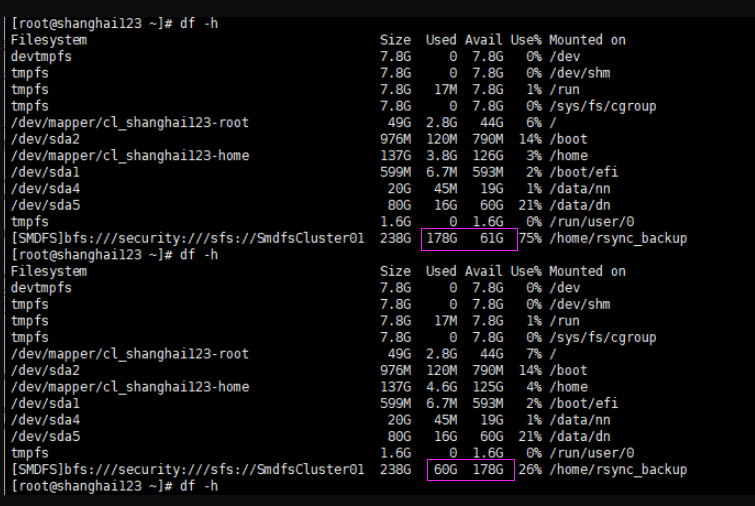 [root@shanghai123 ~]# df -h
Filesystem                                        Size  Used Avail Use% Mounted on
devtmpfs                                          7.8G     0  7.8G   0% /dev
tmpfs                                             7.8G     0  7.8G   0% /dev/shm
tmpfs                                             7.8G   17M  7.8G   1% /run
tmpfs                                             7.8G     0  7.8G   0% /sys/fs/cgroup
/dev/mapper/cl_shanghai123-root                    49G  2.8G   44G   6% /
/dev/sda2                                         976M  120M  790M  14% /boot
/dev/mapper/cl_shanghai123-home                   137G  3.8G  126G   3% /home
/dev/sda1                                         599M  6.7M  593M   2% /boot/efi
/dev/sda4                                          20G   45M   19G   1% /data/nn
/dev/sda5                                          80G   16G   60G  21% /data/dn
tmpfs                                             1.6G     0  1.6G   0% /run/user/0
[SMDFS]bfs:///security:///sfs://SmdfsCluster01    238G  178G   61G  75% /home/rsync_backup
[root@shanghai123 ~]# df -h
Filesystem                                        Size  Used Avail Use% Mounted on
devtmpfs                                          7.8G     0  7.8G   0% /dev
tmpfs                                             7.8G     0  7.8G   0% /dev/shm
tmpfs                                             7.8G   17M  7.8G   1% /run
tmpfs                                             7.8G     0  7.8G   0% /sys/fs/cgroup
/dev/mapper/cl_shanghai123-root                    49G  2.8G   44G   7% /
/dev/sda2                                         976M  120M  790M  14% /boot
/dev/mapper/cl_shanghai123-home                   137G  4.6G  125G   4% /home
/dev/sda1                                         599M  6.7M  593M   2% /boot/efi
/dev/sda4                                          20G   45M   19G   1% /data/nn
/dev/sda5                                          80G   16G   60G  21% /data/dn
tmpfs                                             1.6G     0  1.6G   0% /run/user/0
[SMDFS]bfs:///security:///sfs://SmdfsCluster01    238G   60G  178G  26% /home/rsync_backup
[root@shanghai123 ~]# df -h